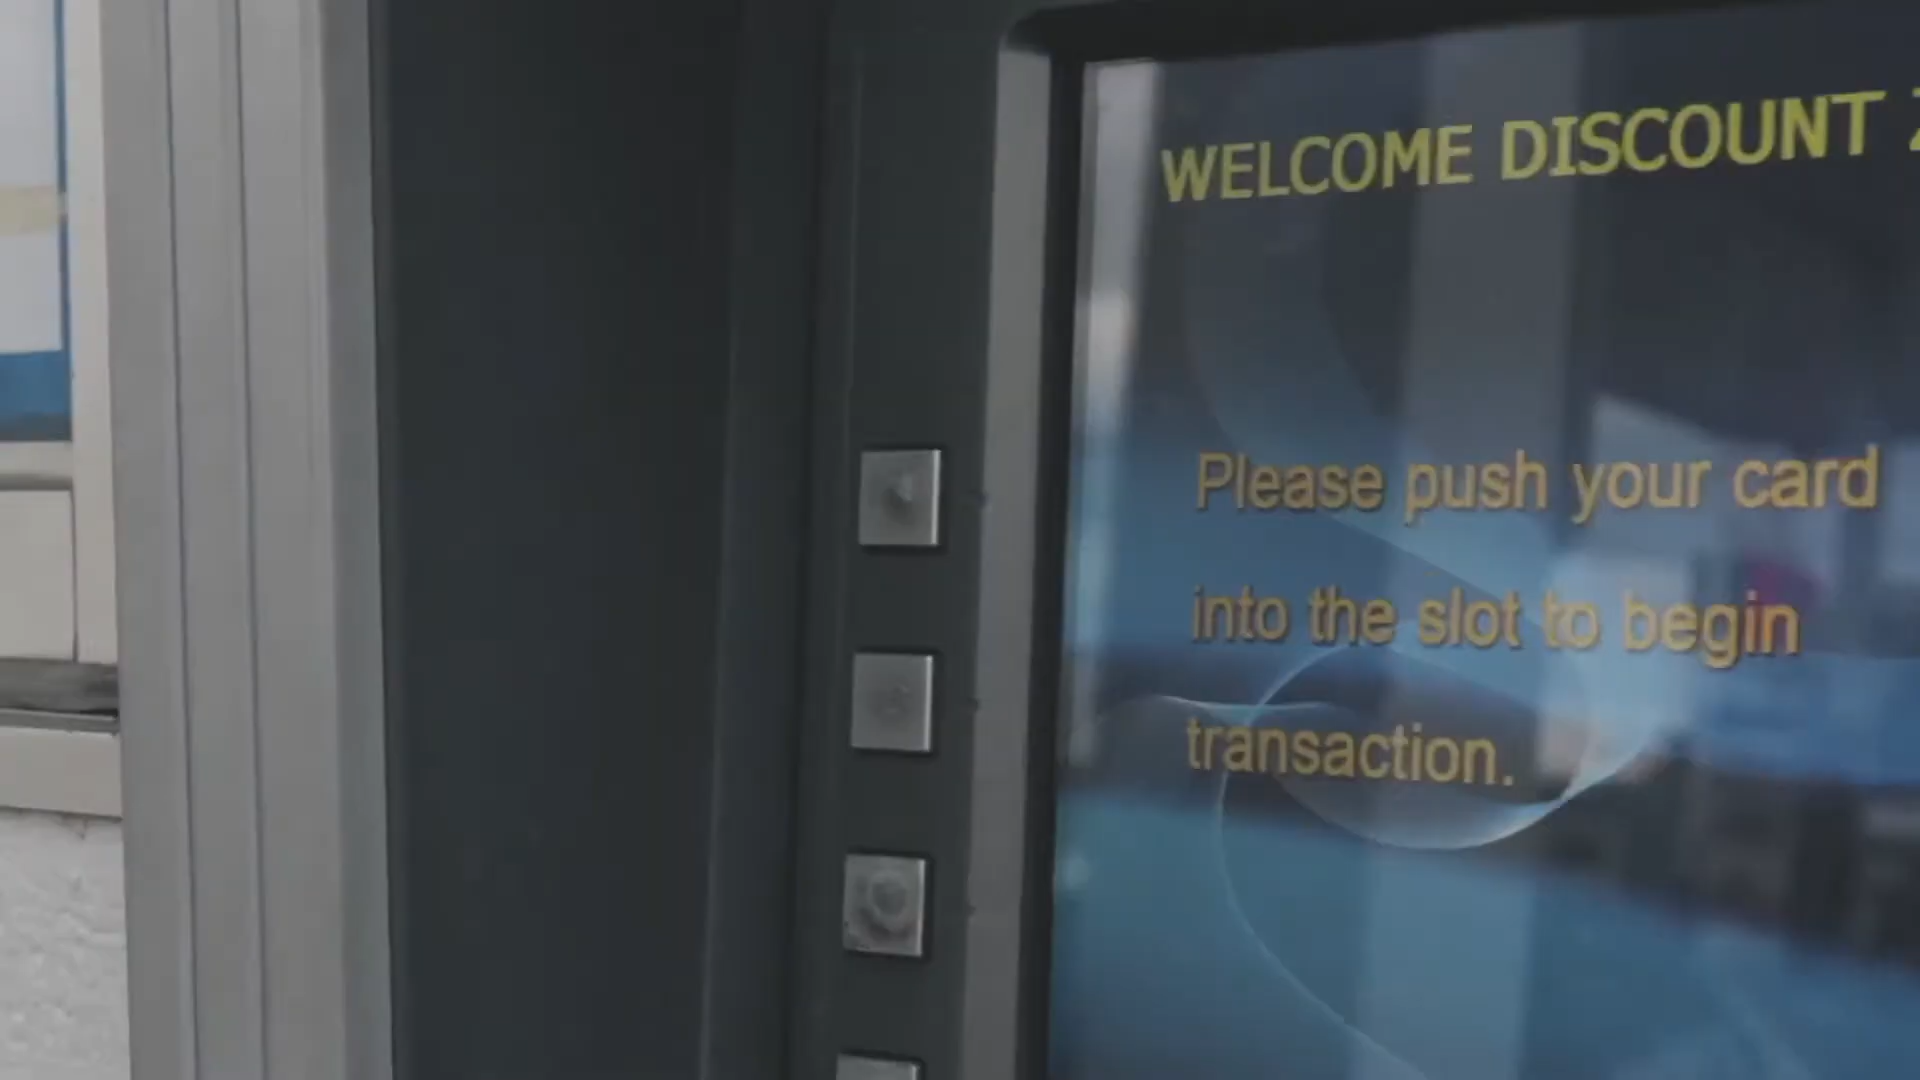 WELCOME DISCOUNT
Please push your card
into the slot to begin
transaction.